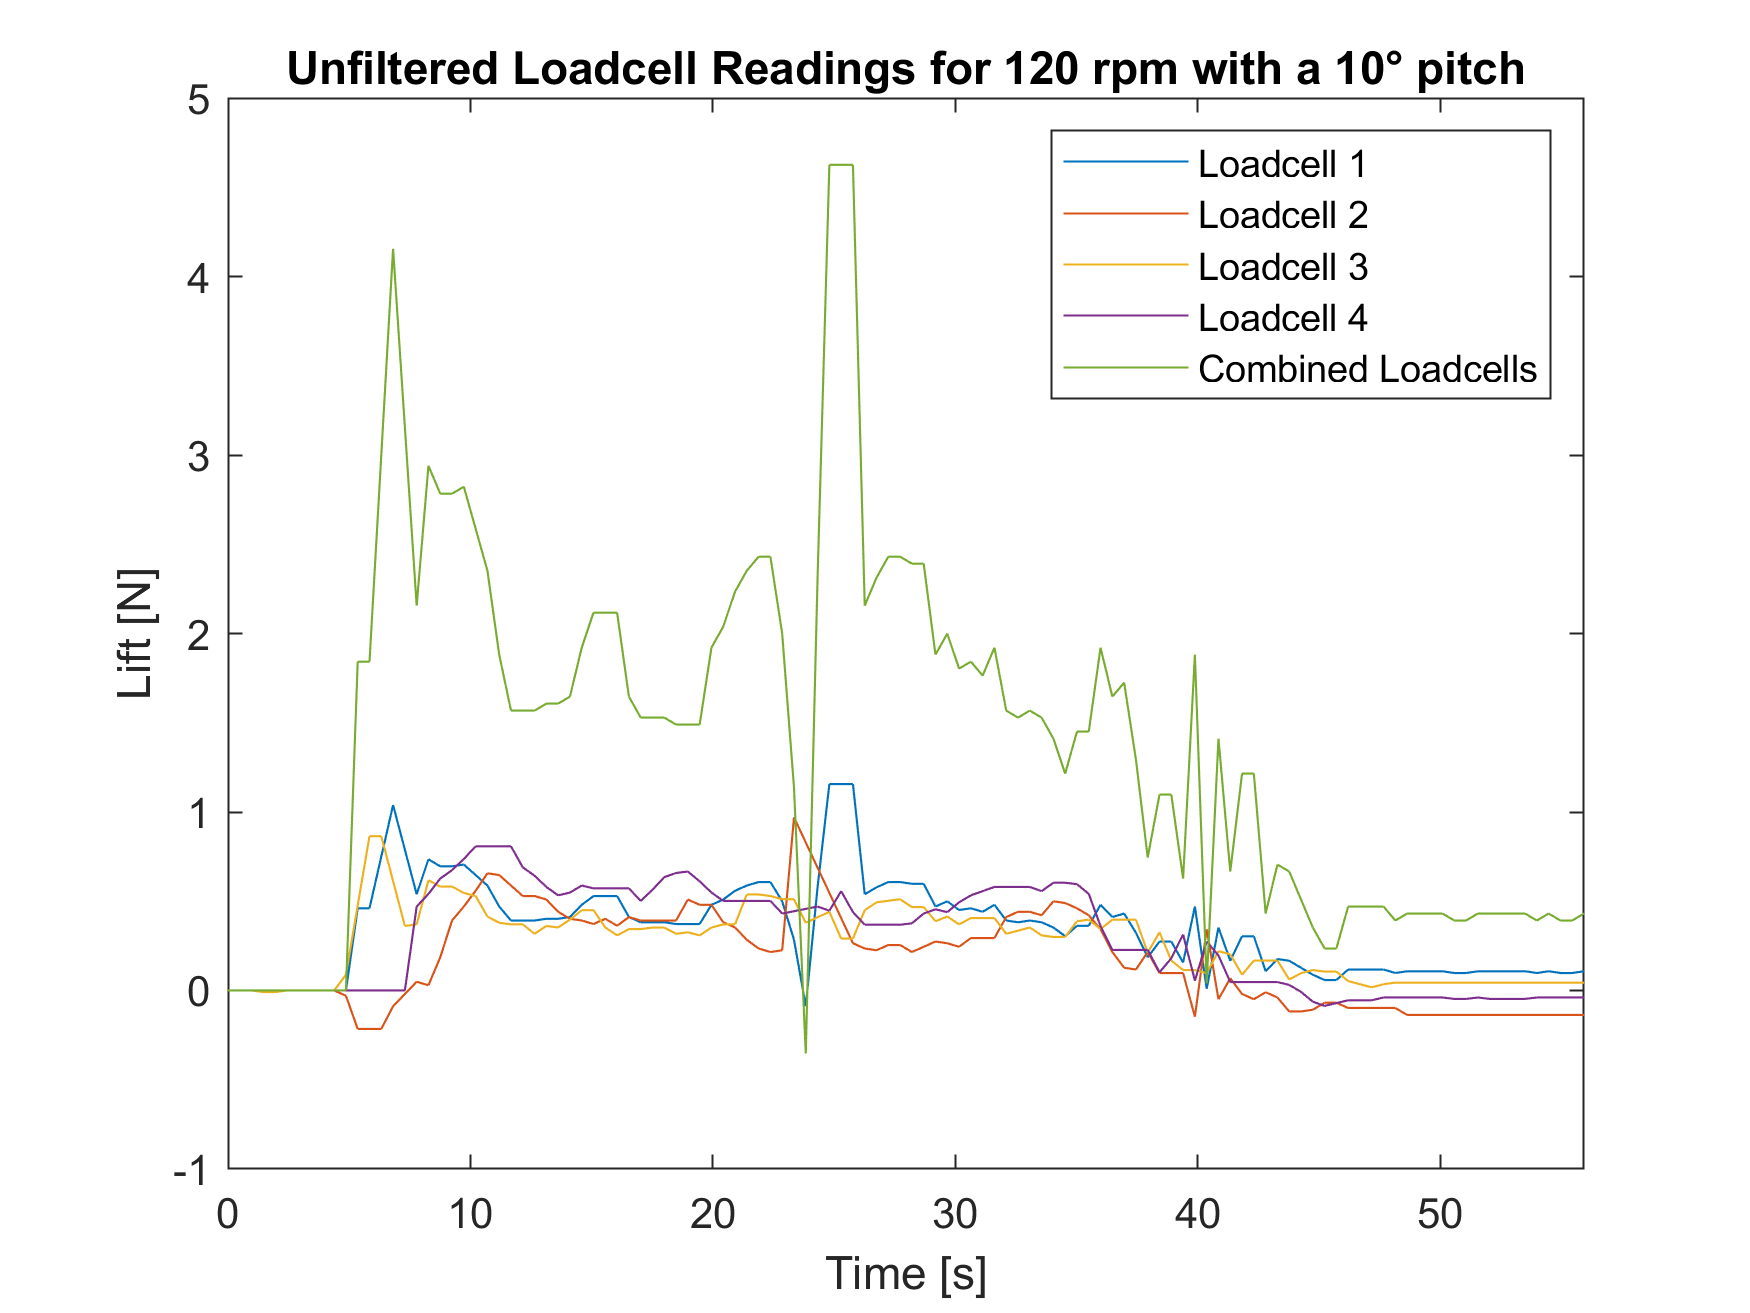 Unfiltered Loadcell Readings for 120 rpm with a 10° pitch
5
4
3
2
1
0
-1
Lift [N]
Loadcell 1
Loadcell 2
Loadcell 3
Loadcell 4
Combined Loadcells
0 10 20 30 40 50
Time [s]